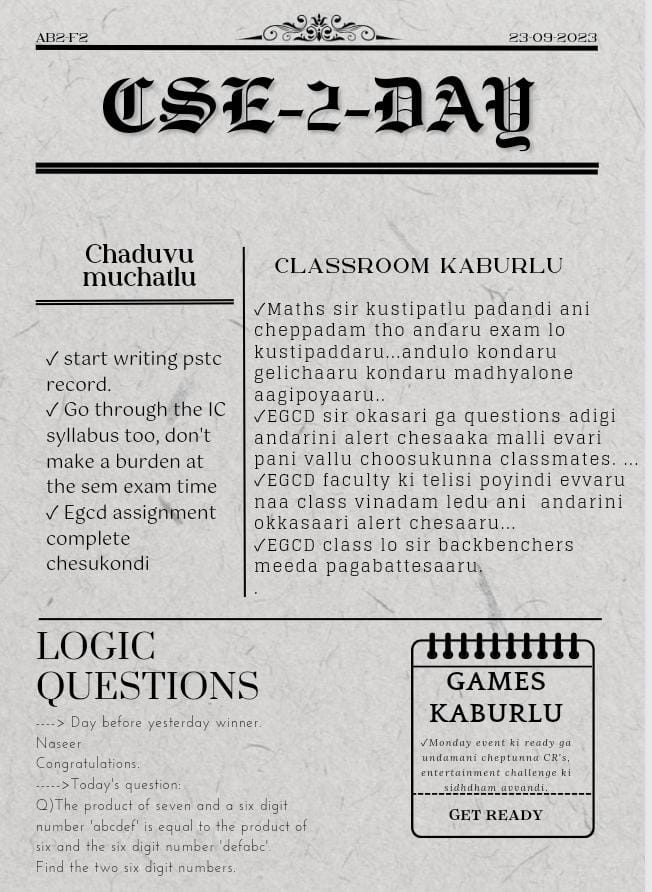 AB2-F2
23-09-2023
CSE-2-DAY
Chaduvu
muchatlu
✓ start writing pstc
record.
✓ Go through the IC
syllabus too, don't
make a burden at
the sem exam time
✓ Egcd assignment
complete
chesukondi
CLASSROOM KABURLU
✓Maths sir kustipatlu padandi ani
cheppadam tho andaru exam lo
kustipaddaru...andulo kondaru
gelichaaru kondaru madhyalone
aagipoyaaru..
✓EGCD sir okasari ga questions adigi
andarini alert chesaaka malli evari
pani vallu choosukunna classmates. ...
✓EGCD faculty ki telisi poyindi evvaru
naa class vinadam ledu ani andarini
okkasaari alert chesaaru...
✓EGCD class lo sir backbenchers
meeda pagabattesaaru.
.
LOGIC
QUESTIONS
----> Day before yesterday winner.
Naseer
Congratulations.
----->Today's question:
Q)The product of seven and a six digit
number 'abcdef' is equal to the product of
six and the six digit number 'defabc'.
Find the two six digit numbers.
GAMES
KABURLU
✓Monday event ki ready ga
undamani cheptunna CR's,
entertainment challenge ki
sidhdham avvandi.
GET READY